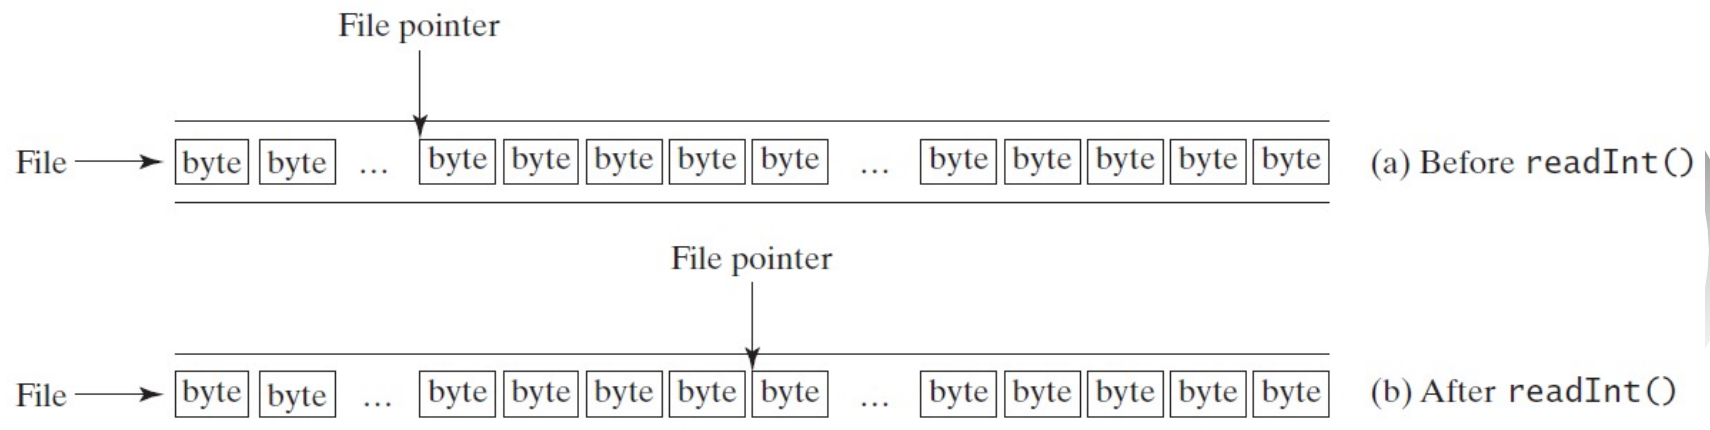 File pointer
File byte byte ... byte byte byte byte byte ... byte byte byte byte byte (a) Before readInt()
File pointer
File byte byte ... byte byte byte byte byte ... byte byte byte byte byte (b) After readInt()